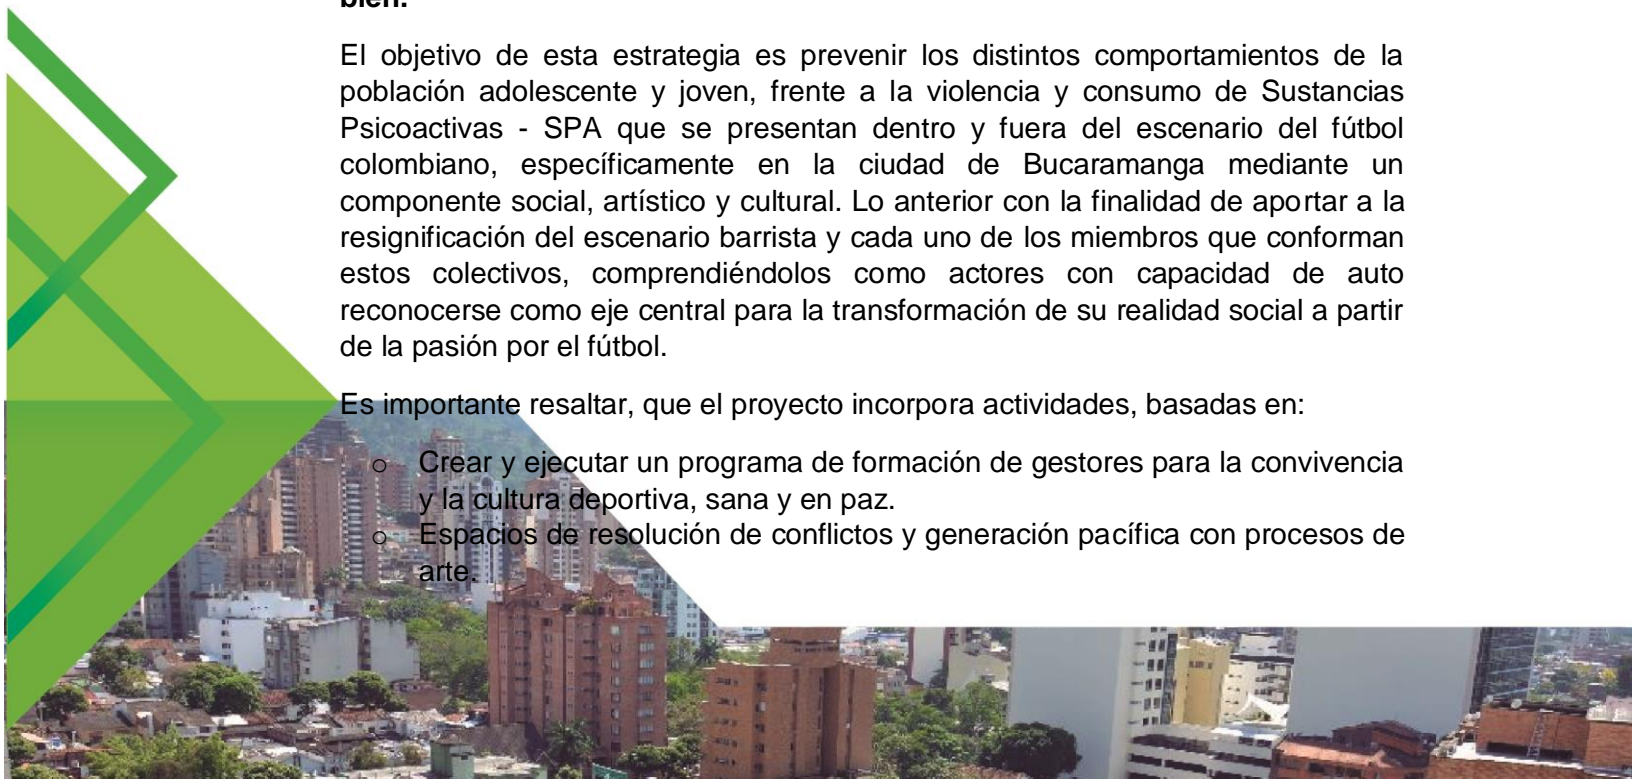 bien.
El objetivo de esta estrategia es prevenir los distintos comportamientos de la
población adolescente y joven, frente a la violencia y consumo de Sustancias
Psicoactivas - SPA que se presentan dentro y fuera del escenario del fútbol
colombiano, específicamente en la ciudad de Bucaramanga mediante un
componente social, artístico y cultural. Lo anterior con la finalidad de aportar a la
resignificación del escenario barrista y cada uno de los miembros que conforman
estos colectivos, comprendiéndolos como actores con capacidad de auto
reconocerse como eje central para la transformación de su realidad social a partir
de la pasión por el fútbol.
Es importante resaltar, que el proyecto incorpora actividades, basadas en:
o Crear y ejecutar un programa de formación de gestores para la convivencia
y la cultura deportiva, sana y en paz.
o Espacios de resolución de conflictos y generación pacífica con procesos de
arte.